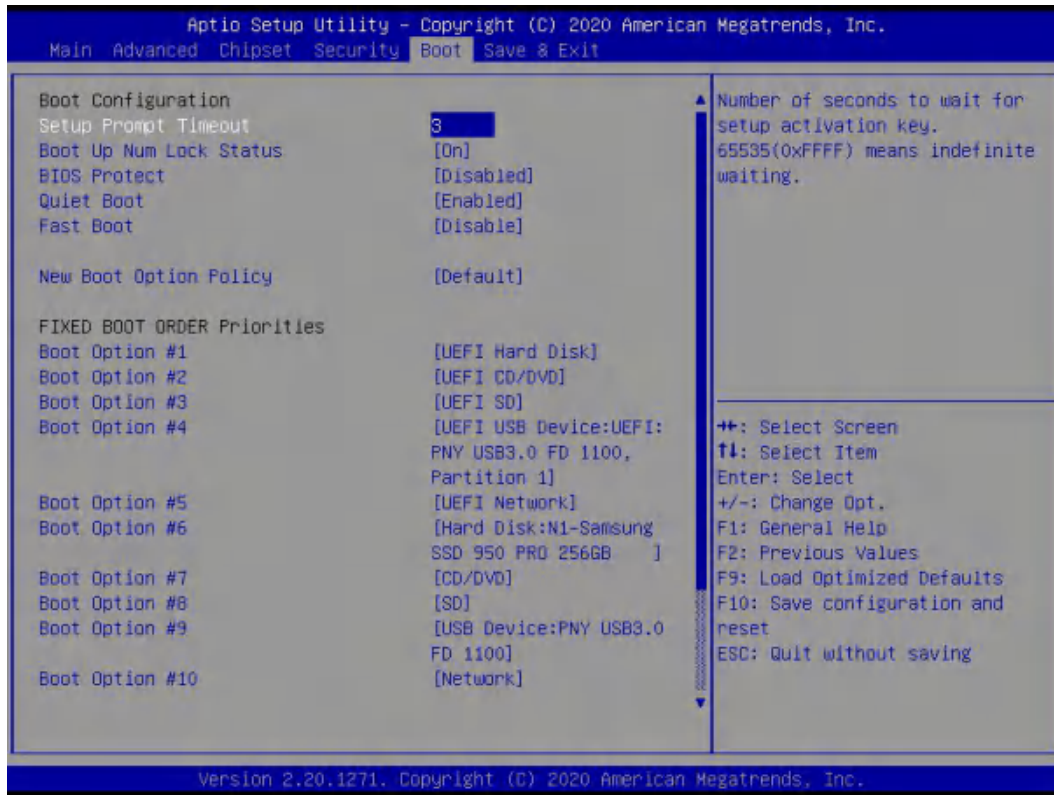 Aptio Setup Utility – Copyright (C) 2020 American Megatrends, Inc.
Main Advanced Chipset Security Boot Save & Exit
Boot Configuration
Setup Prompt Timeout 3
Boot Up Num Lock Status [On]
BIOS Protect [Disabled]
Quiet Boot [Enabled]
Fast Boot [Disable]
New Boot Option Policy [Default]
FIXED BOOT ORDER Priorities
Boot Option #1 [UEFI Hard Disk]
Boot Option #2 [UEFI CD/DVD]
Boot Option #3 [UEFI SD]
Boot Option #4 [UEFI USB Device:UEFI:
PNY USB3.0 FD 1100,
Partition 1]
Boot Option #5 [UEFI Network]
Boot Option #6 [Hard Disk:N1-Samsung
SSD 950 PRO 256GB ]
Boot Option #7 [CD/DVD]
Boot Option #8 [SD]
Boot Option #9 [USB Device:PNY USB3.0
FD 1100]
Boot Option #10 [Network]
Number of seconds to wait for
setup activation key.
65535(0xFFFF) means indefinite
waiting.
→←: Select Screen
↑↓: Select Item
Enter: Select
+/-: Change Opt.
F1: General Help
F2: Previous Values
F9: Load Optimized Defaults
F10: Save configuration and
reset
ESC: Quit without saving
Version 2.20.1271. Copyright (C) 2020 American Megatrends, Inc.